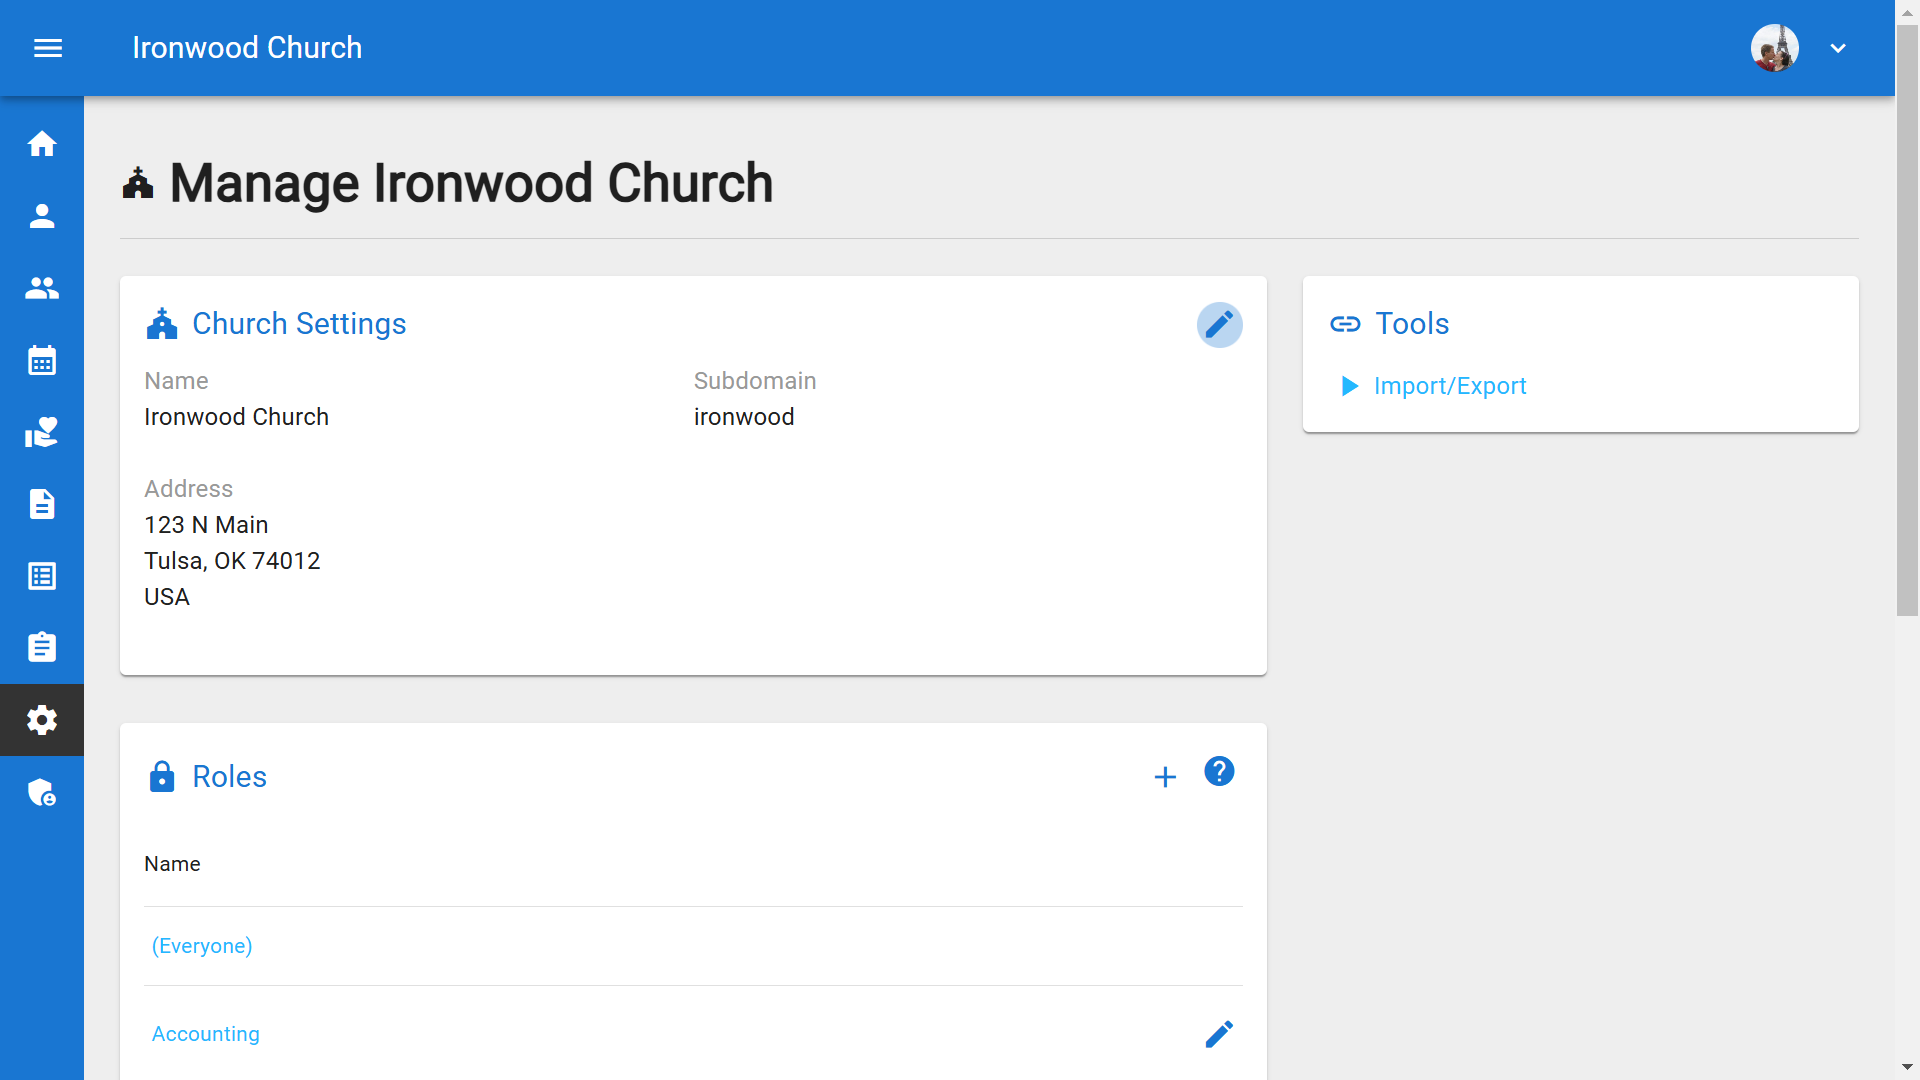 Ironwood Church
Manage Ironwood Church
Church Settings
Name
Ironwood Church
Subdomain
ironwood
Address
123 N Main
Tulsa, OK 74012
USA
Tools
Import/Export
Roles
Name
(Everyone)
Accounting